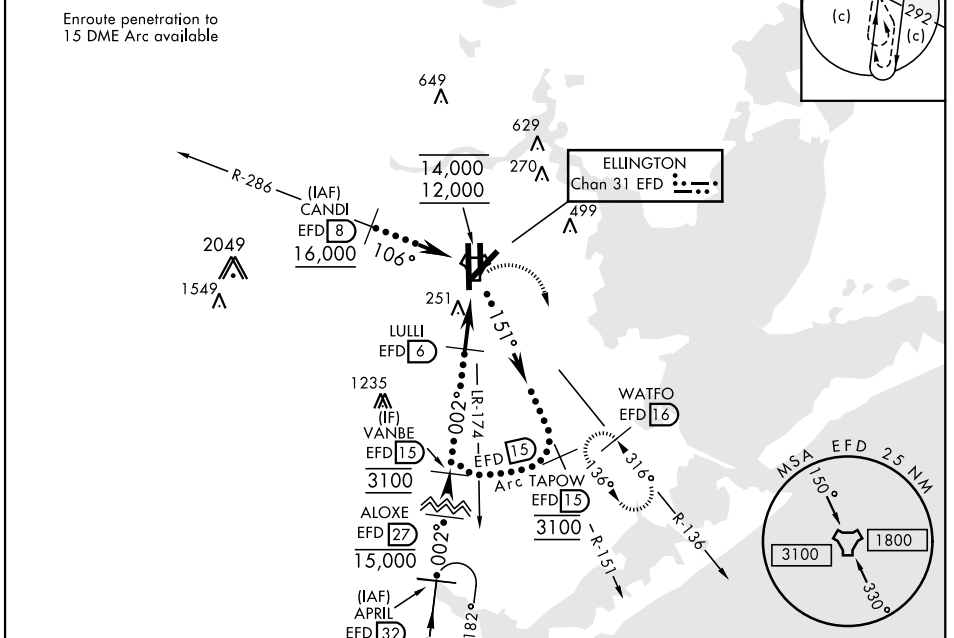 Enroute penetration to
15 DME Arc available
(c)
292
(c)
649
629
270
14,000
12,000
ELLINGTON
Chan 31 EFD
499
R-286
(IAF)
CANDI
EFD 8
16,000
106°
2049
1549
251
151°
LULLI
EFD 6
1235
(IF)
VANBE
EFD 15
3100
002°
LR-174
EFD 15
Arc
TAPOW
EFD 15
3100
WATFO
EFD 16
136°
316°
R-136
R-151
ALOXE
EFD 27
15,000
002°
(IAF)
APRIL
EFD 32
182°
MSA EFD 25 NM
150°
3100
1800
330°